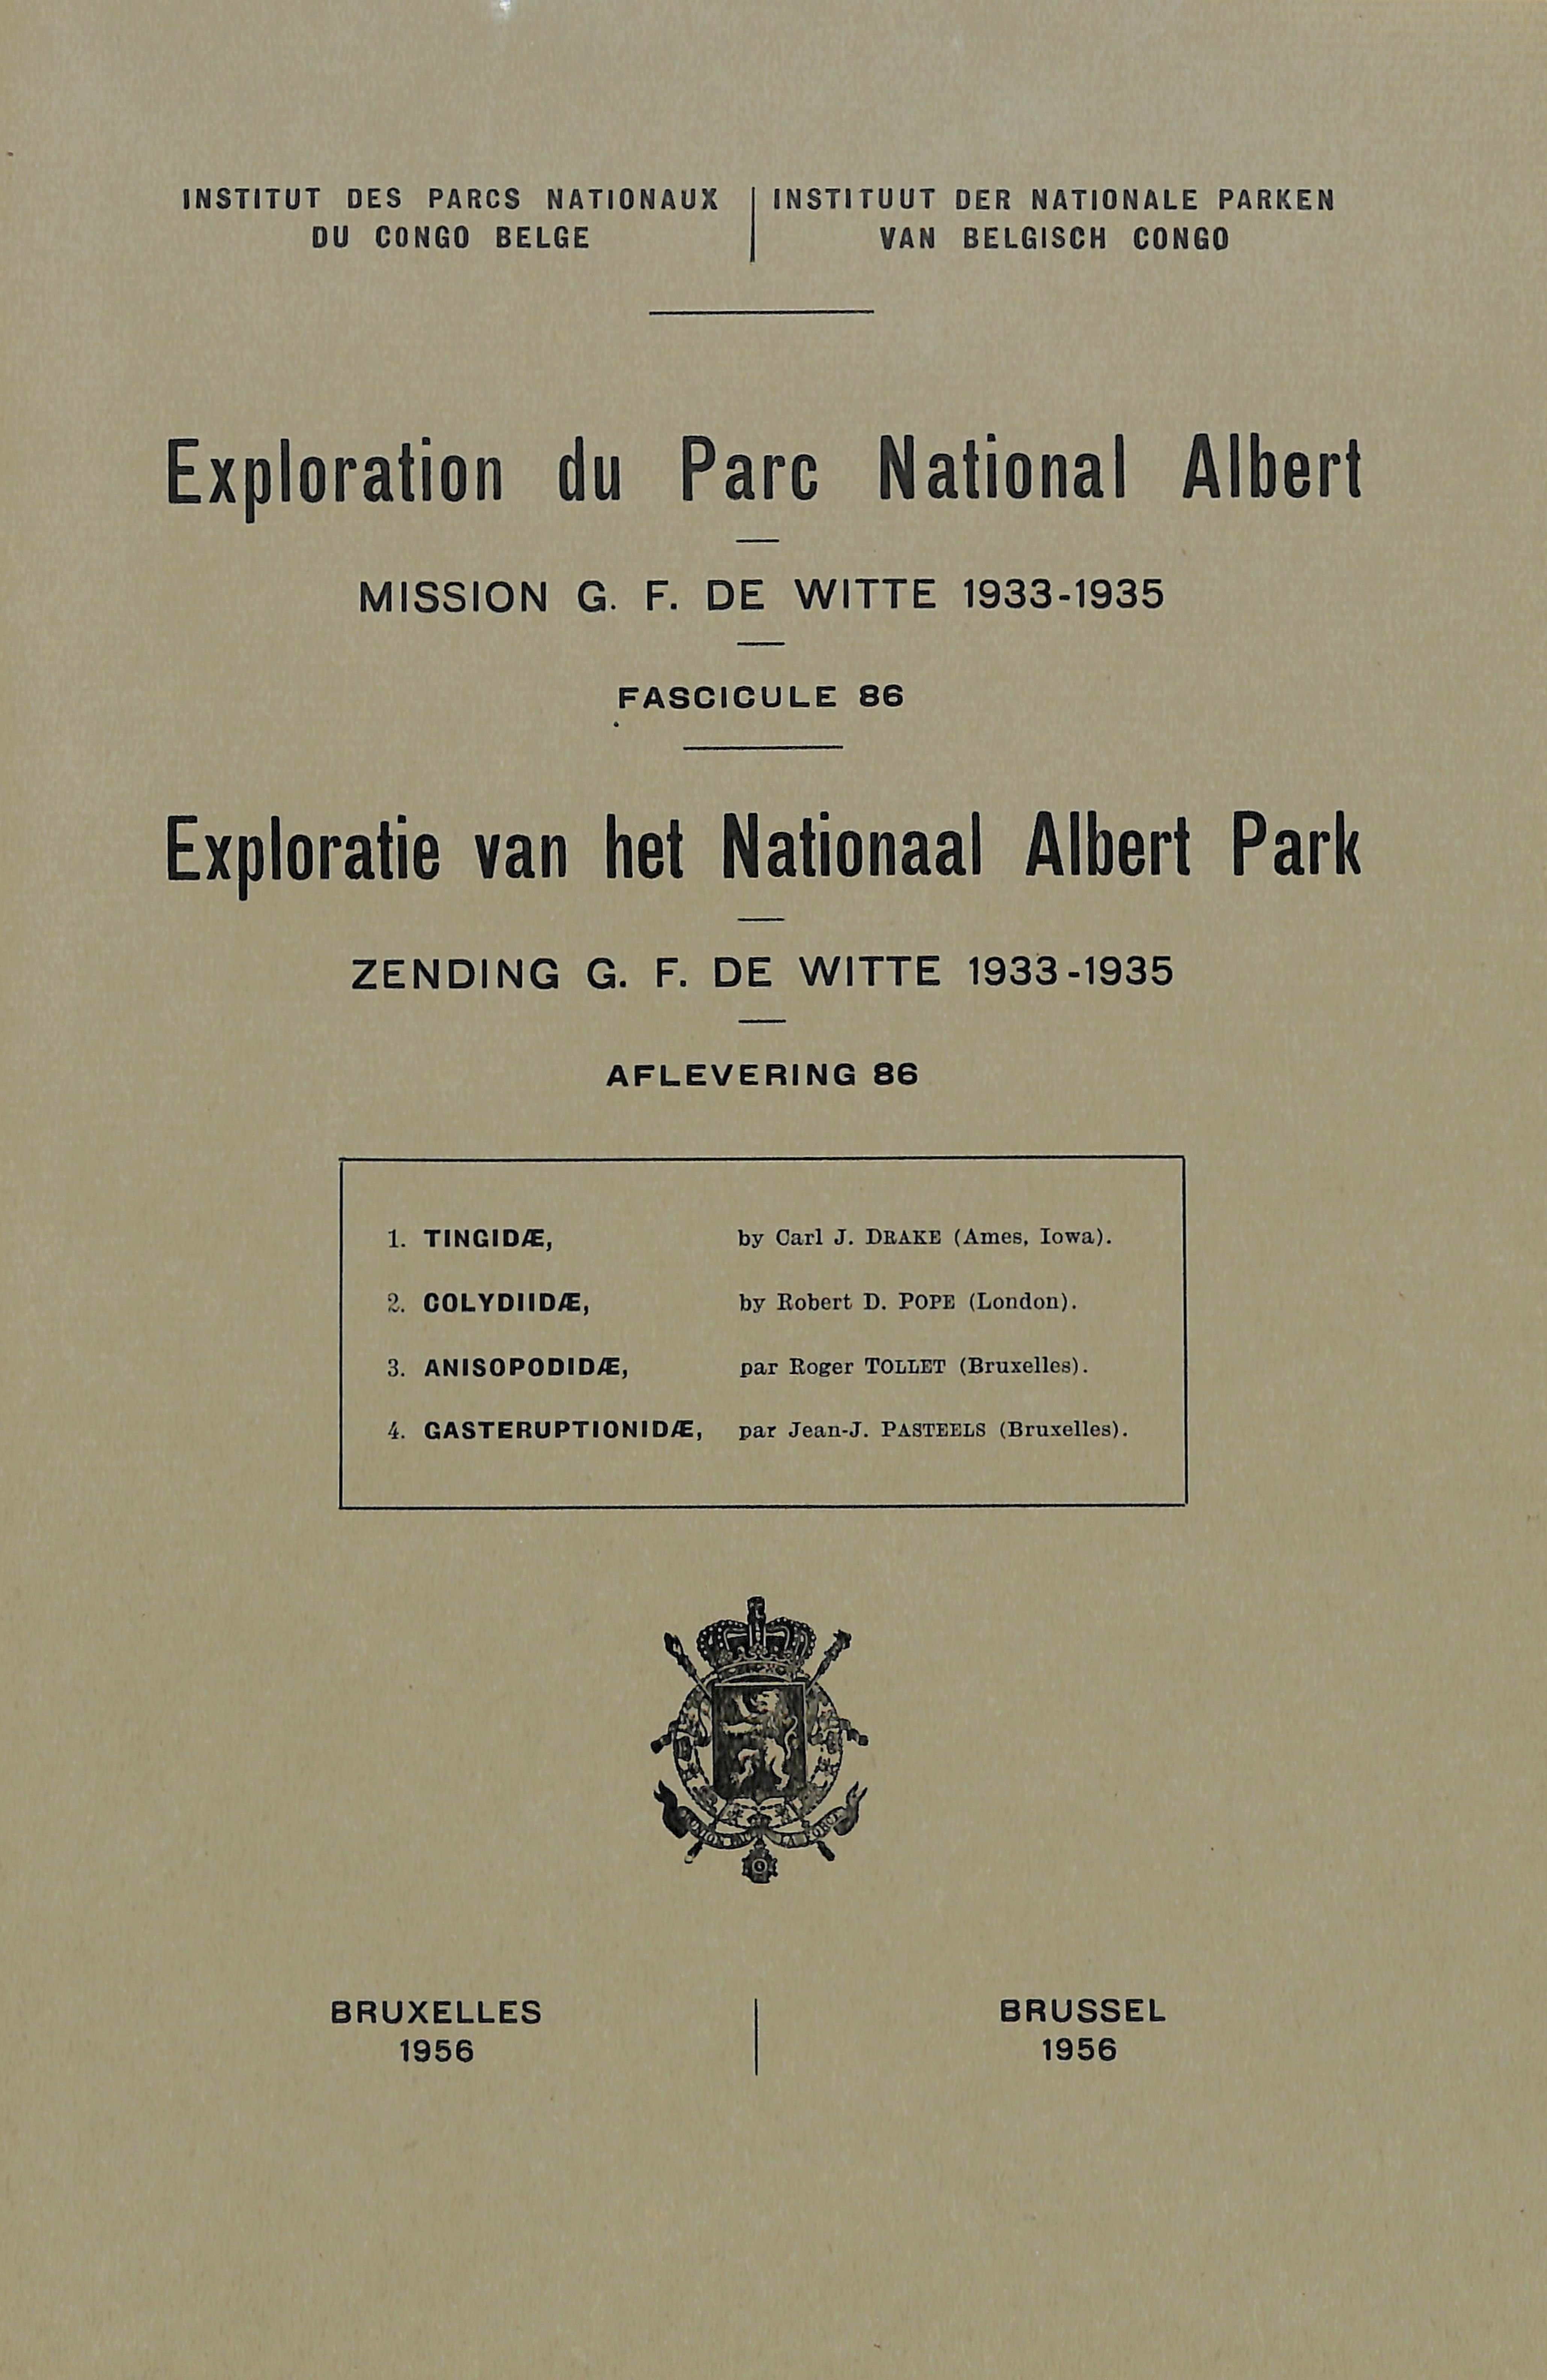 INSTITUT DES PARCS NATIONAUX
DU CONGO BELGE
INSTITUUT DER NATIONALE PARKEN
VAN BELGISCH CONGO
Exploration du Parc National Albert
MISSION G. F. DE WITTE 1933-1935
FASCICULE 86
Exploratie van het Nationaal Albert Park
ZENDING G. F. DE WITTE 1933-1935
AFLEVERING 86
1. TINGIDÆ, by Carl J. DRAKE (Ames, Iowa).
2. COLYDIIDÆ, by Robert D. POPE (London).
3. ANISOPODIDÆ, par Roger TOLLET (Bruxelles).
4. GASTERUPTIONIDÆ, par Jean-J. PASTEELS (Bruxelles).
LA FORCE
BRUXELLES
1956
BRUSSEL
1956